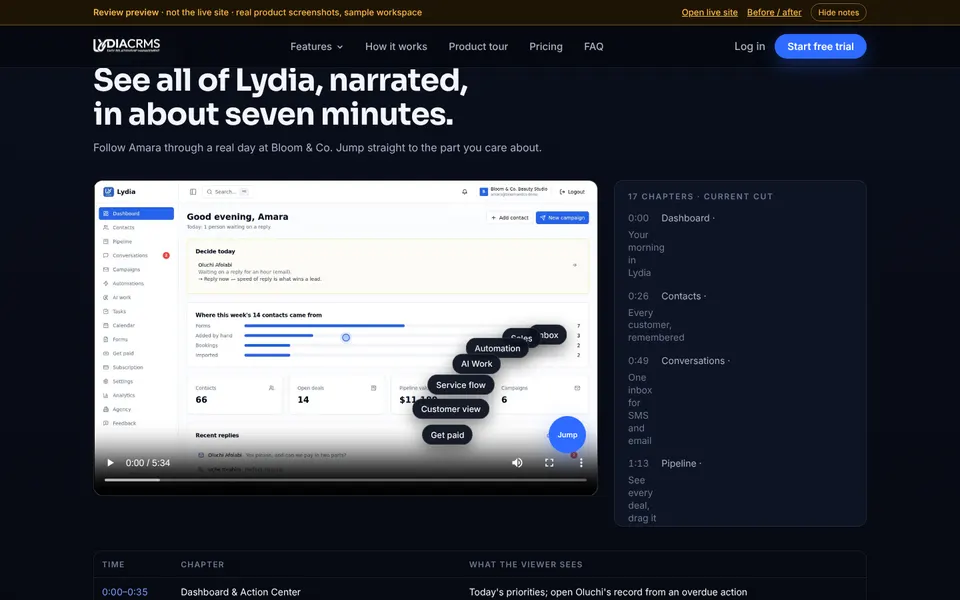 Review preview · not the live site · real product screenshots, sample workspace
Open live site
Before / after
Hide notes
LYDIACRMS
Features
How it works
Product tour
Pricing
FAQ
Log in
Start free trial
See all of Lydia, narrated,
in about seven minutes.
Follow Amara through a real day at Bloom & Co. Jump straight to the part you care about.
Lydia
Search...
Bloom & Co. Beauty Studio
Logout
Dashboard
Contacts
Pipeline
Conversations
2
Campaigns
Automations
AI Work
Tasks
Calendar
Forms
Get paid
Subscription
Settings
Analytics
Agency
Feedback
Good evening, Amara
Today: 1 person waiting on a reply
Add contact
New campaign
Decide today
Oluchi Afolabi
Waiting on a reply for an hour (email).
→ Reply now — speed of reply is what wins a lead.
Where this week's 14 contacts came from
Forms
7
Added by hand
3
Bookings
2
Imported
2
Contacts
66
Open deals
14
Pipeline
Campaigns
6
Recent replies
Inbox
Sales
Automation
AI Work
Service flow
Customer view
Get paid
Jump
0:00 / 5:34
17 CHAPTERS · CURRENT CUT
0:00 Dashboard ·
Your
morning
in
Lydia
0:26 Contacts ·
Every
customer,
remembered
0:49 Conversations ·
One
inbox
for
SMS
and
email
1:13 Pipeline ·
See
every
deal,
drag it
TIME
CHAPTER
WHAT THE VIEWER SEES
0:00–0:35
Dashboard & Action Center
Today's priorities; open Oluchi's record from an overdue action